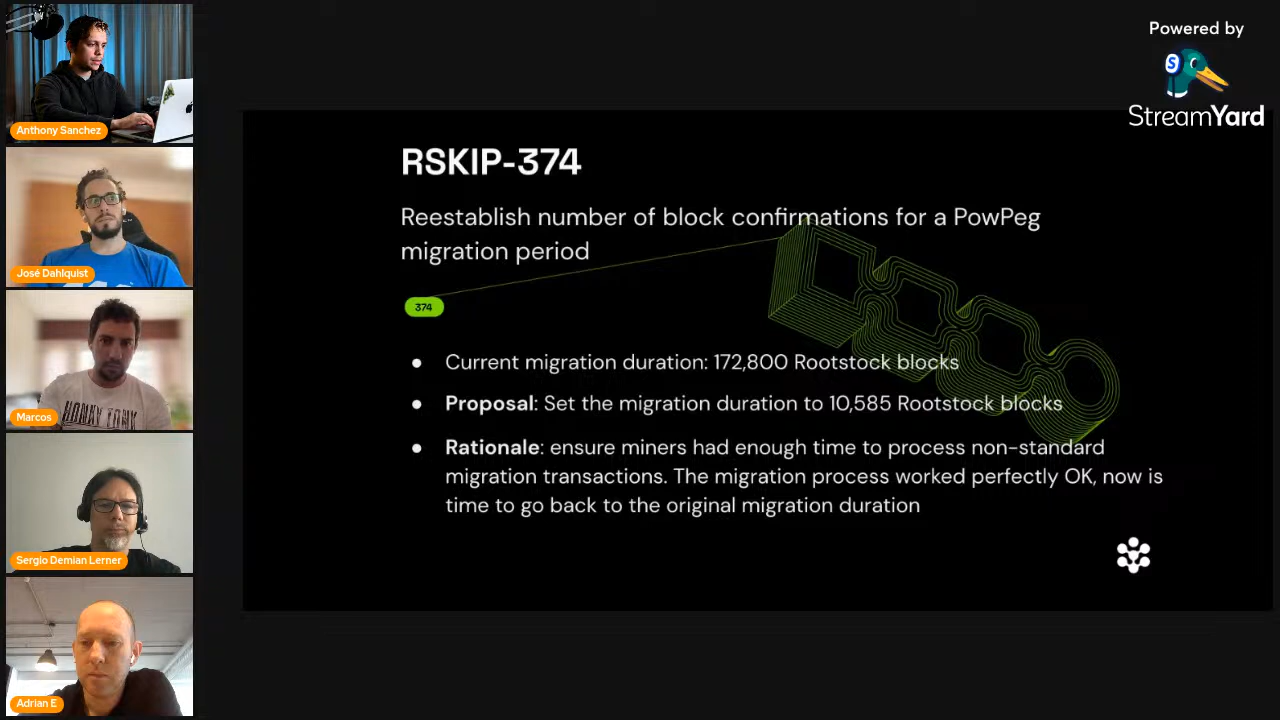 Powered by
StreamYard
Anthony Sanchez
José Dahlquist
Marcos
Sergio Demian Lerner
Adrian E
RSKIP-374
Reestablish number of block confirmations for a PowPeg
migration period
374
● Current migration duration: 172,800 Rootstock blocks
● Proposal: Set the migration duration to 10,585 Rootstock blocks
● Rationale: ensure miners had enough time to process non-standard
migration transactions. The migration process worked perfectly OK, now is
time to go back to the original migration duration